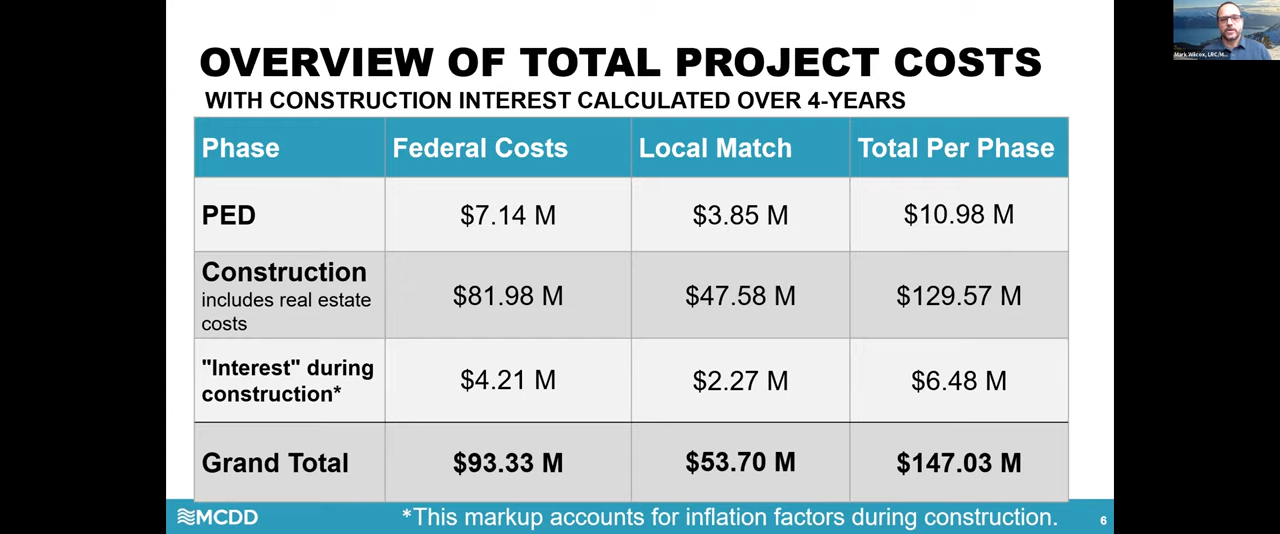 OVERVIEW OF TOTAL PROJECT COSTS
WITH CONSTRUCTION INTEREST CALCULATED OVER 4-YEARS
Phase Federal Costs Local Match Total Per Phase
PED $7.14 M $3.85 M $10.98 M
Construction
includes real estate
costs
$81.98 M $47.58 M $129.57 M
"Interest" during
construction*
$4.21 M $2.27 M $6.48 M
Grand Total $93.33 M $53.70 M $147.03 M
MCDD *This markup accounts for inflation factors during construction. 6
Mark Wilcox, LRC/M...